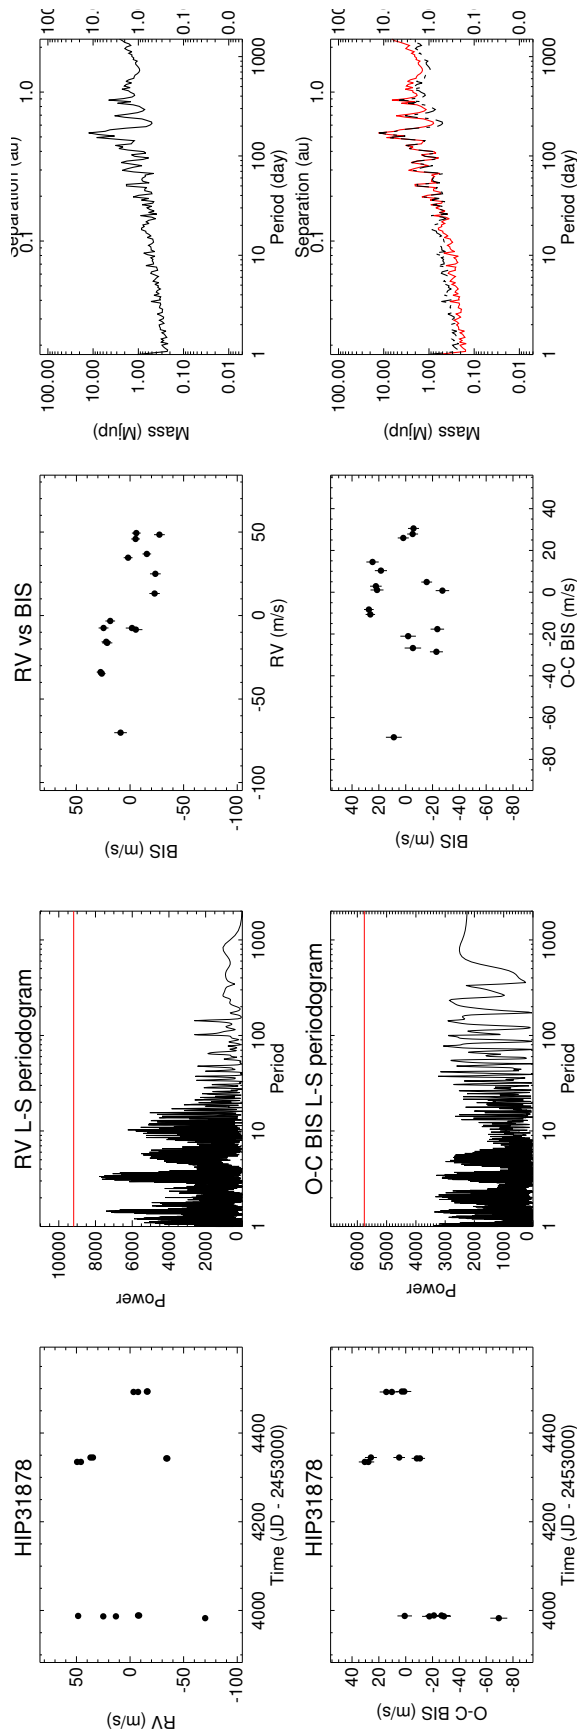 HIP31878
50
0
-50
-100
RV (m/s)
4000 4200 4400
Time (JD - 2453000)
RV L-S periodogram
10000
8000
6000
4000
2000
0
Power
1 10 100 1000
Period
RV vs BIS
50
0
-50
-100
BIS (m/s)
-100 -50 0 50
RV (m/s)
Separation (au)
0.1 1.0
100.00
10.00
1.00
0.10
0.01
Mass (Mjup)
1 10 100 1000
Period (day)
HIP31878
40
20
0
-20
-40
-60
-80
O-C BIS (m/s)
4000 4200 4400
Time (JD - 2453000)
O-C BIS L-S periodogram
7000
6000
5000
4000
3000
2000
1000
0
Power
1 10 100 1000
Period
40
20
0
-20
-40
-60
-80
BIS (m/s)
-80 -60 -40 -20 0 20 40
O-C BIS (m/s)
Separation (au)
0.1 1.0
100.00
10.00
1.00
0.10
0.01
Mass (Mjup)
1 10 100 1000
Period (day)